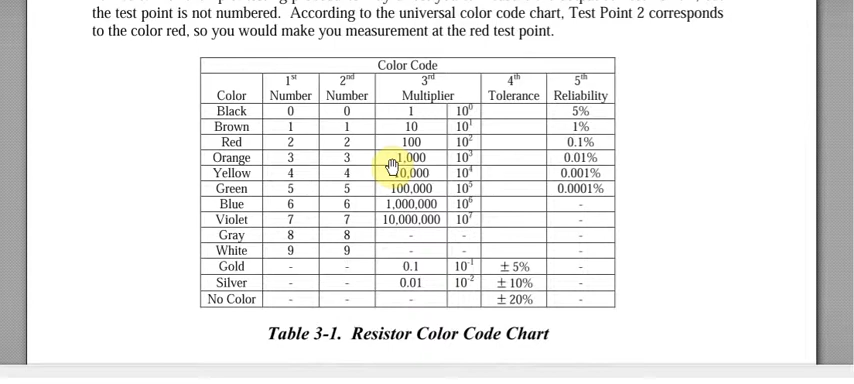 the test point is not numbered. According to the universal color code chart, Test Point 2 corresponds
to the color red, so you would make you measurement at the red test point.
Color Code
1st 2nd 3rd 4th 5th
Color Number Number Multiplier Tolerance Reliability
Black 0 0 1 10⁰ 5%
Brown 1 1 10 10¹ 1%
Red 2 2 100 10² 0.1%
Orange 3 3 1,000 10³ 0.01%
Yellow 4 4 10,000 10⁴ 0.001%
Green 5 5 100,000 10⁵ 0.0001%
Blue 6 6 1,000,000 10⁶ -
Violet 7 7 10,000,000 10⁷ -
Gray 8 8 - - -
White 9 9 - - -
Gold - - 0.1 10⁻¹ ± 5% -
Silver - - 0.01 10⁻² ± 10% -
No Color - - - ± 20% -
Table 3-1. Resistor Color Code Chart